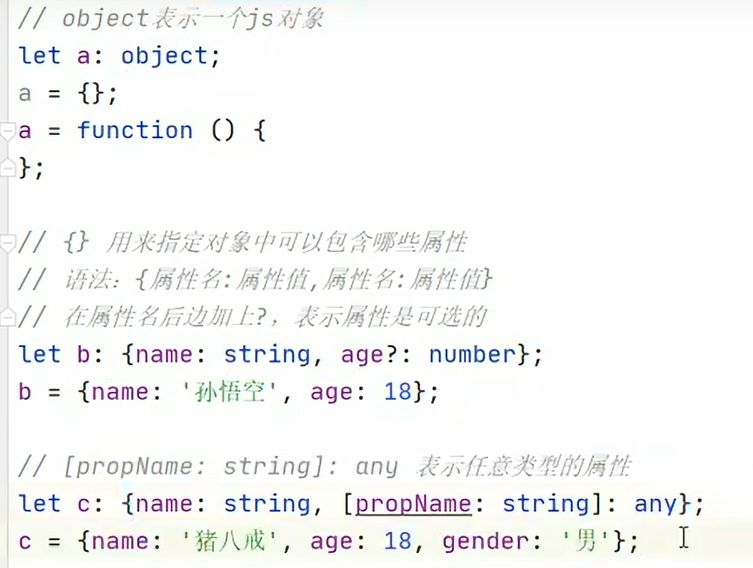 // object表示一个js对象
let a: object;
a = {};
a = function () {
};
// {} 用来指定对象中可以包含哪些属性
// 语法：{属性名:属性值,属性名:属性值}
// 在属性名后边加上?，表示属性是可选的
let b: {name: string, age?: number};
b = {name: '孙悟空', age: 18};
// [propName: string]: any 表示任意类型的属性
let c: {name: string, [propName: string]: any};
c = {name: '猪八戒', age: 18, gender: '男'};